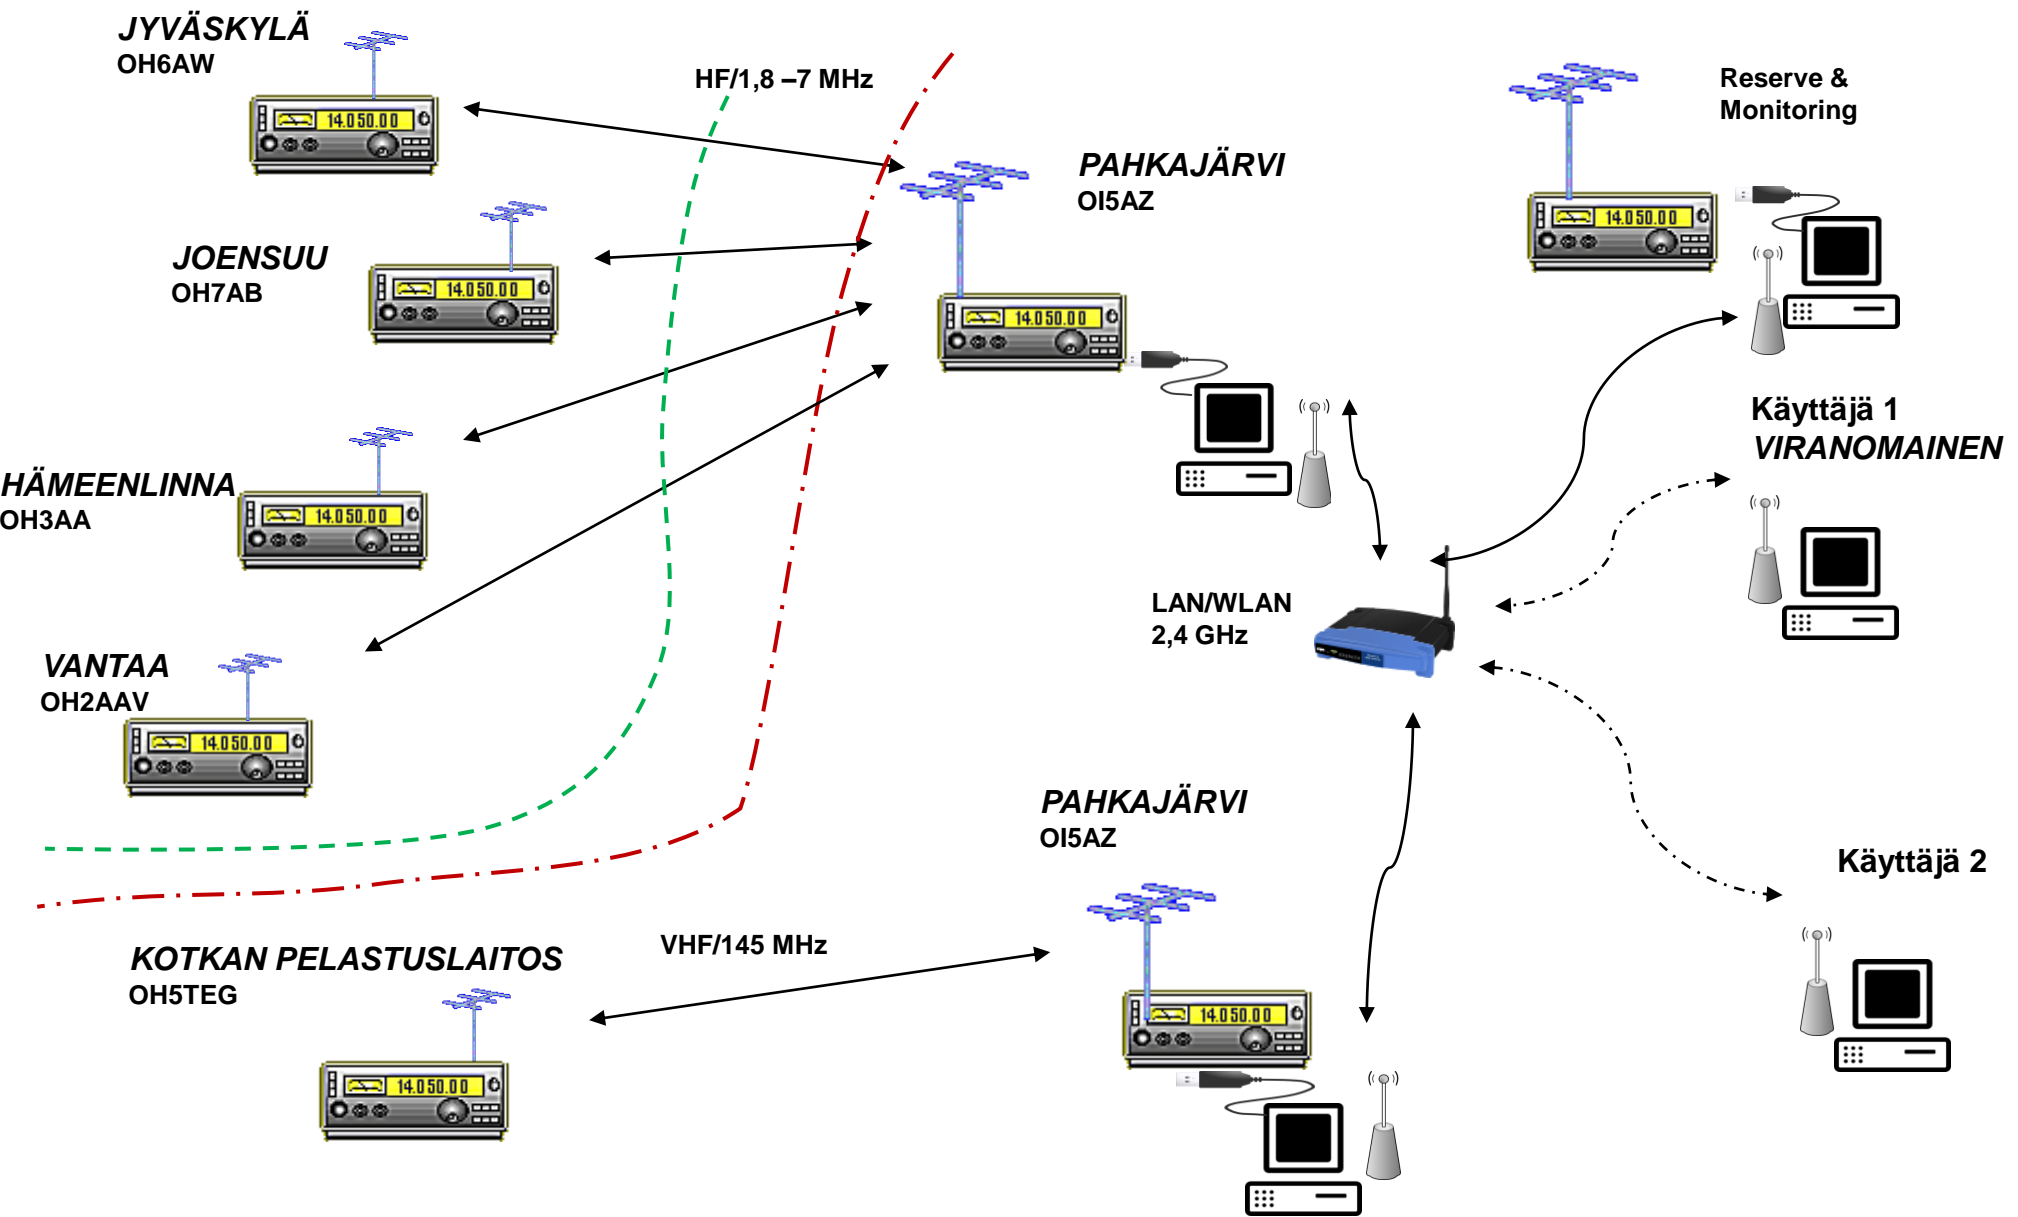 JYVÄSKYLÄ
OH6AW
14.050.00
HF/1,8 –7 MHz
Reserve &
Monitoring
14.050.00
PAHKAJÄRVI
OI5AZ
14.050.00
JOENSUU
OH7AB
14.050.00
Käyttäjä 1
VIRANOMAINEN
HÄMEENLINNA
OH3AA
14.050.00
LAN/WLAN
2,4 GHz
VANTAA
OH2AAV
14.050.00
PAHKAJÄRVI
OI5AZ
14.050.00
Käyttäjä 2
KOTKAN PELASTUSLAITOS
OH5TEG
14.050.00
VHF/145 MHz